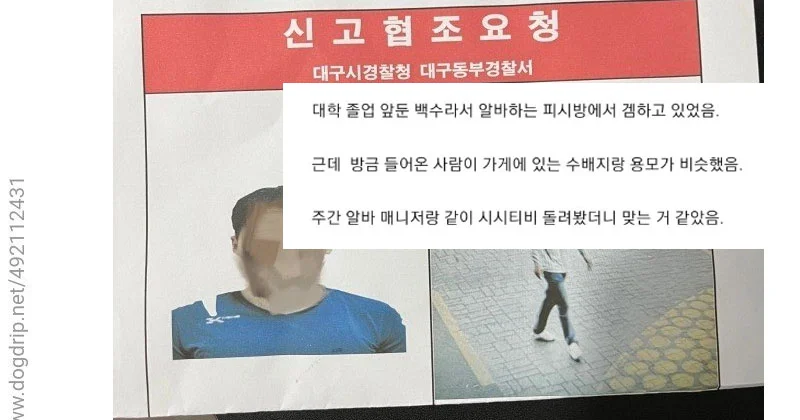 신고협조요청
대구시경찰청 대구동부경찰서
대학 졸업 앞둔 백수라서 알바하는 피시방에서 겜하고 있었음.
근데 방금 들어온 사람이 가게에 있는 수배지랑 용모가 비슷했음.
주간 알바 매니저랑 같이 시시티비 돌려봤더니 맞는 거 같았음.
www.dogdrip.net/492112431